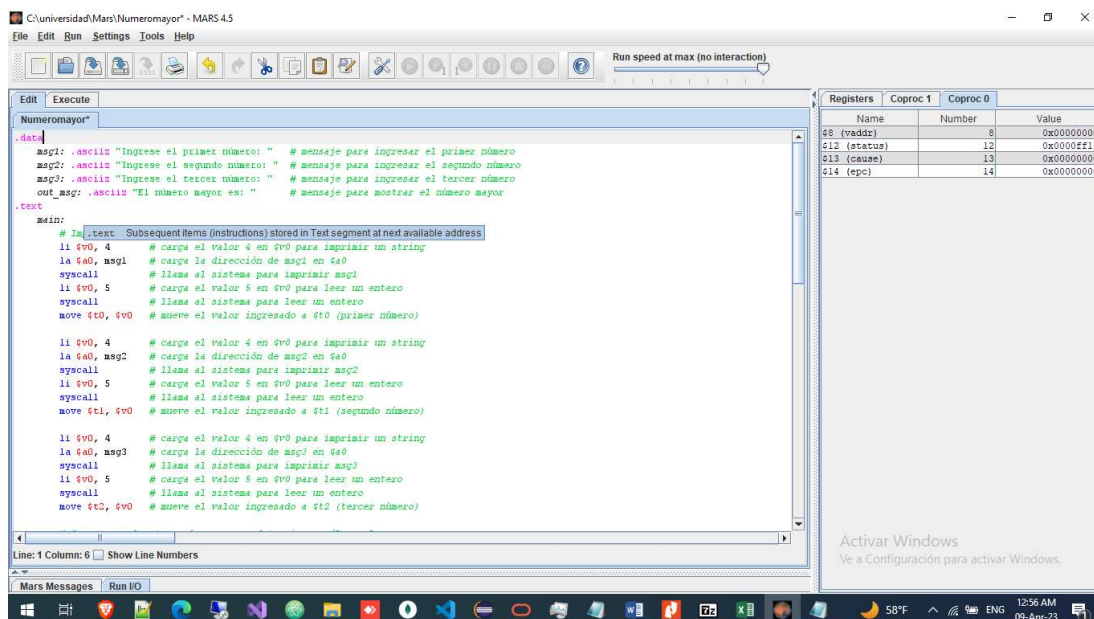 C:\universidad\Mars\Numeromayor* - MARS 4.5
File Edit Run Settings Tools Help
Run speed at max (no interaction)
Edit Execute
Numeromayor*
.data
msg1: .asciiz "Ingrese el primer número: " # mensaje para ingresar el primer número
msg2: .asciiz "Ingrese el segundo número: " # mensaje para ingresar el segundo número
msg3: .asciiz "Ingrese el tercer número: " # mensaje para ingresar el tercer número
out_msg: .asciiz "El número mayor es: " # mensaje para mostrar el número mayor
.text
main:
.text Subsequent items (instructions) stored in Text segment at next available address
li $v0, 4 # carga el valor 4 en $v0 para imprimir un string
la $a0, msg1 # carga la dirección de msg1 en $a0
syscall # llama al sistema para imprimir msg1
li $v0, 5 # carga el valor 5 en $v0 para leer un entero
syscall # llama al sistema para leer un entero
move $t0, $v0 # mueve el valor ingresado a $t0 (primer número)
li $v0, 4 # carga el valor 4 en $v0 para imprimir un string
la $a0, msg2 # carga la dirección de msg2 en $a0
syscall # llama al sistema para imprimir msg2
li $v0, 5 # carga el valor 5 en $v0 para leer un entero
syscall # llama al sistema para leer un entero
move $t1, $v0 # mueve el valor ingresado a $t1 (segundo número)
li $v0, 4 # carga el valor 4 en $v0 para imprimir un string
la $a0, msg3 # carga la dirección de msg3 en $a0
syscall # llama al sistema para imprimir msg3
li $v0, 5 # carga el valor 5 en $v0 para leer un entero
syscall # llama al sistema para leer un entero
move $t2, $v0 # mueve el valor ingresado a $t2 (tercer número)
Line: 1 Column: 6 Show Line Numbers
Mars Messages Run I/O
Registers Coproc 1 Coproc 0
Name Number Value
$8 (vaddr) 8 0x0000000
$12 (status) 12 0x0000ff1
$13 (cause) 13 0x0000000
$14 (epc) 14 0x0000000
Activar Windows
Ve a Configuración para activar Windows.
58°F ENG 12:56 AM
09-Apr-23